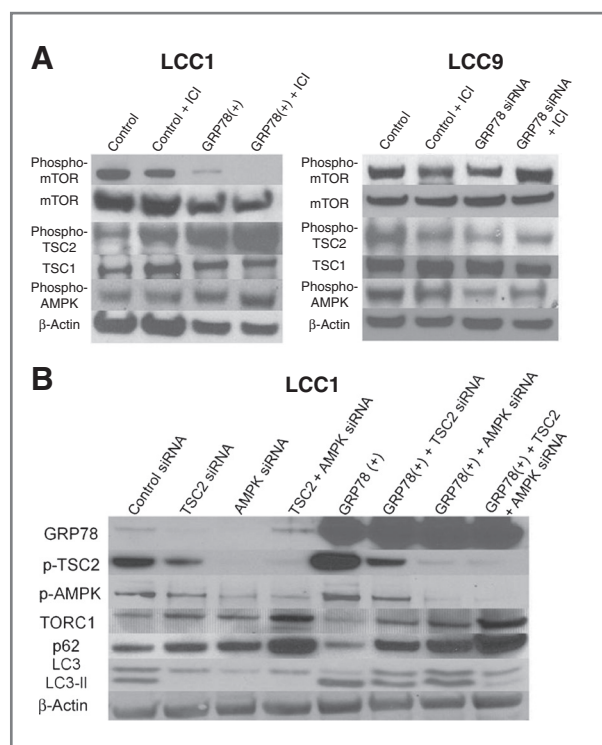 A
LCC1
LCC9
Control
Control + ICI
GRP78(+)
GRP78(+) + ICI
Control
Control + ICI
GRP78 siRNA
GRP78 siRNA
+ ICI
Phospho-
mTOR
mTOR
Phospho-
TSC2
TSC1
Phospho-
AMPK
β-Actin
Phospho-
mTOR
mTOR
Phospho-
TSC2
TSC1
Phospho-
AMPK
β-Actin
B
LCC1
Control siRNA
TSC2 siRNA
AMPK siRNA
TSC2 + AMPK siRNA
GRP78 (+)
GRP78(+) + TSC2 siRNA
GRP78(+) + AMPK siRNA
GRP78(+) + TSC2
+ AMPK siRNA
GRP78
p-TSC2
p-AMPK
TORC1
p62
LC3
LC3-II
β-Actin